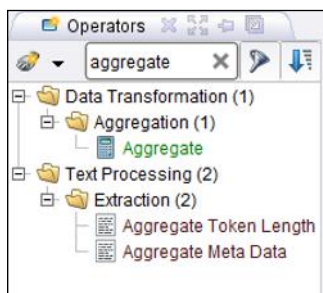 Operators
aggregate
Data Transformation (1)
Aggregation (1)
Aggregate
Text Processing (2)
Extraction (2)
Aggregate Token Length
Aggregate Meta Data